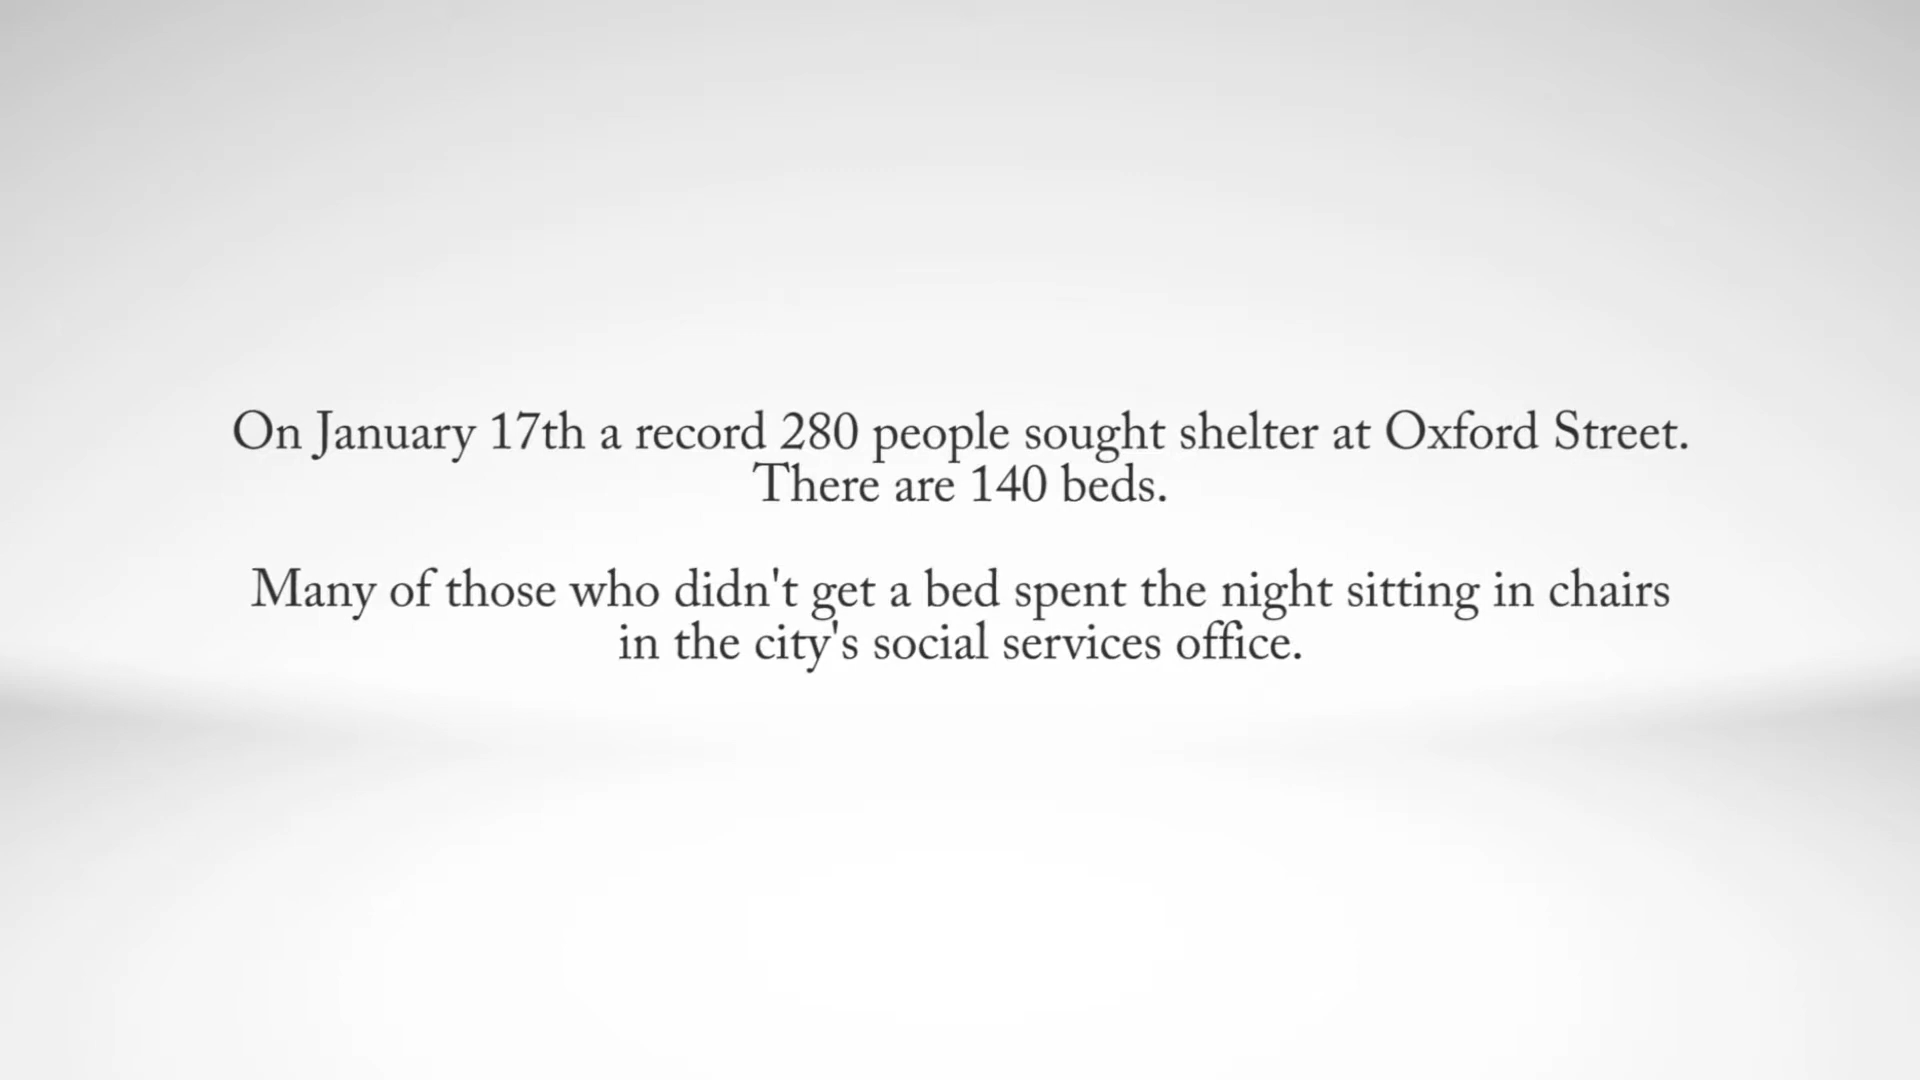 On January 17th a record 280 people sought shelter at Oxford Street.
There are 140 beds.
Many of those who didn't get a bed spent the night sitting in chairs
in the city's social services office.